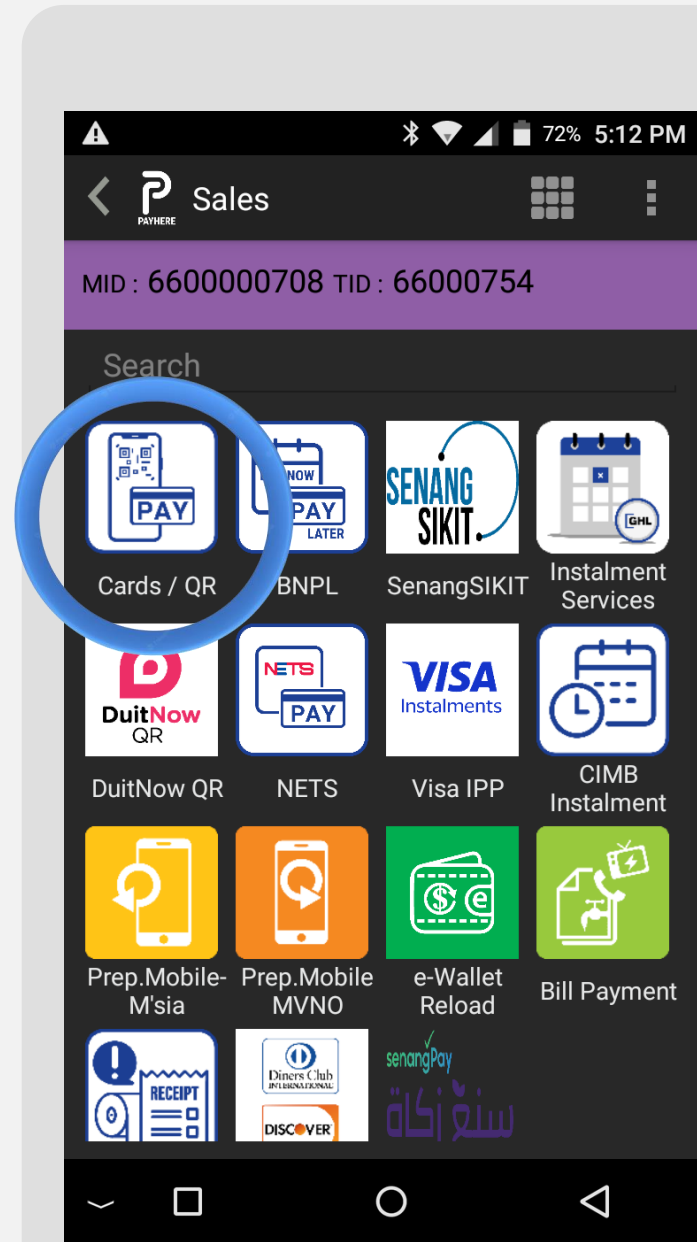 72% 5:12 PM
PAYHERE
Sales
MID : 6600000708 TID : 66000754
Search
PAY
NOW
PAY
LATER
SENANG
SIKIT.
GHL
Cards / QR
BNPL
SenangSIKIT
Instalment
Services
DuitNow
QR
NETS
PAY
VISA
Instalments
DuitNow QR
NETS
Visa IPP
CIMB
Instalment
$ e
Prep.Mobile-
M'sia
Prep.Mobile
MVNO
e-Wallet
Reload
Bill Payment
RECEIPT
Diners Club
INTERNATIONAL
DISCOVER
senangPay
سنڠ زكاة